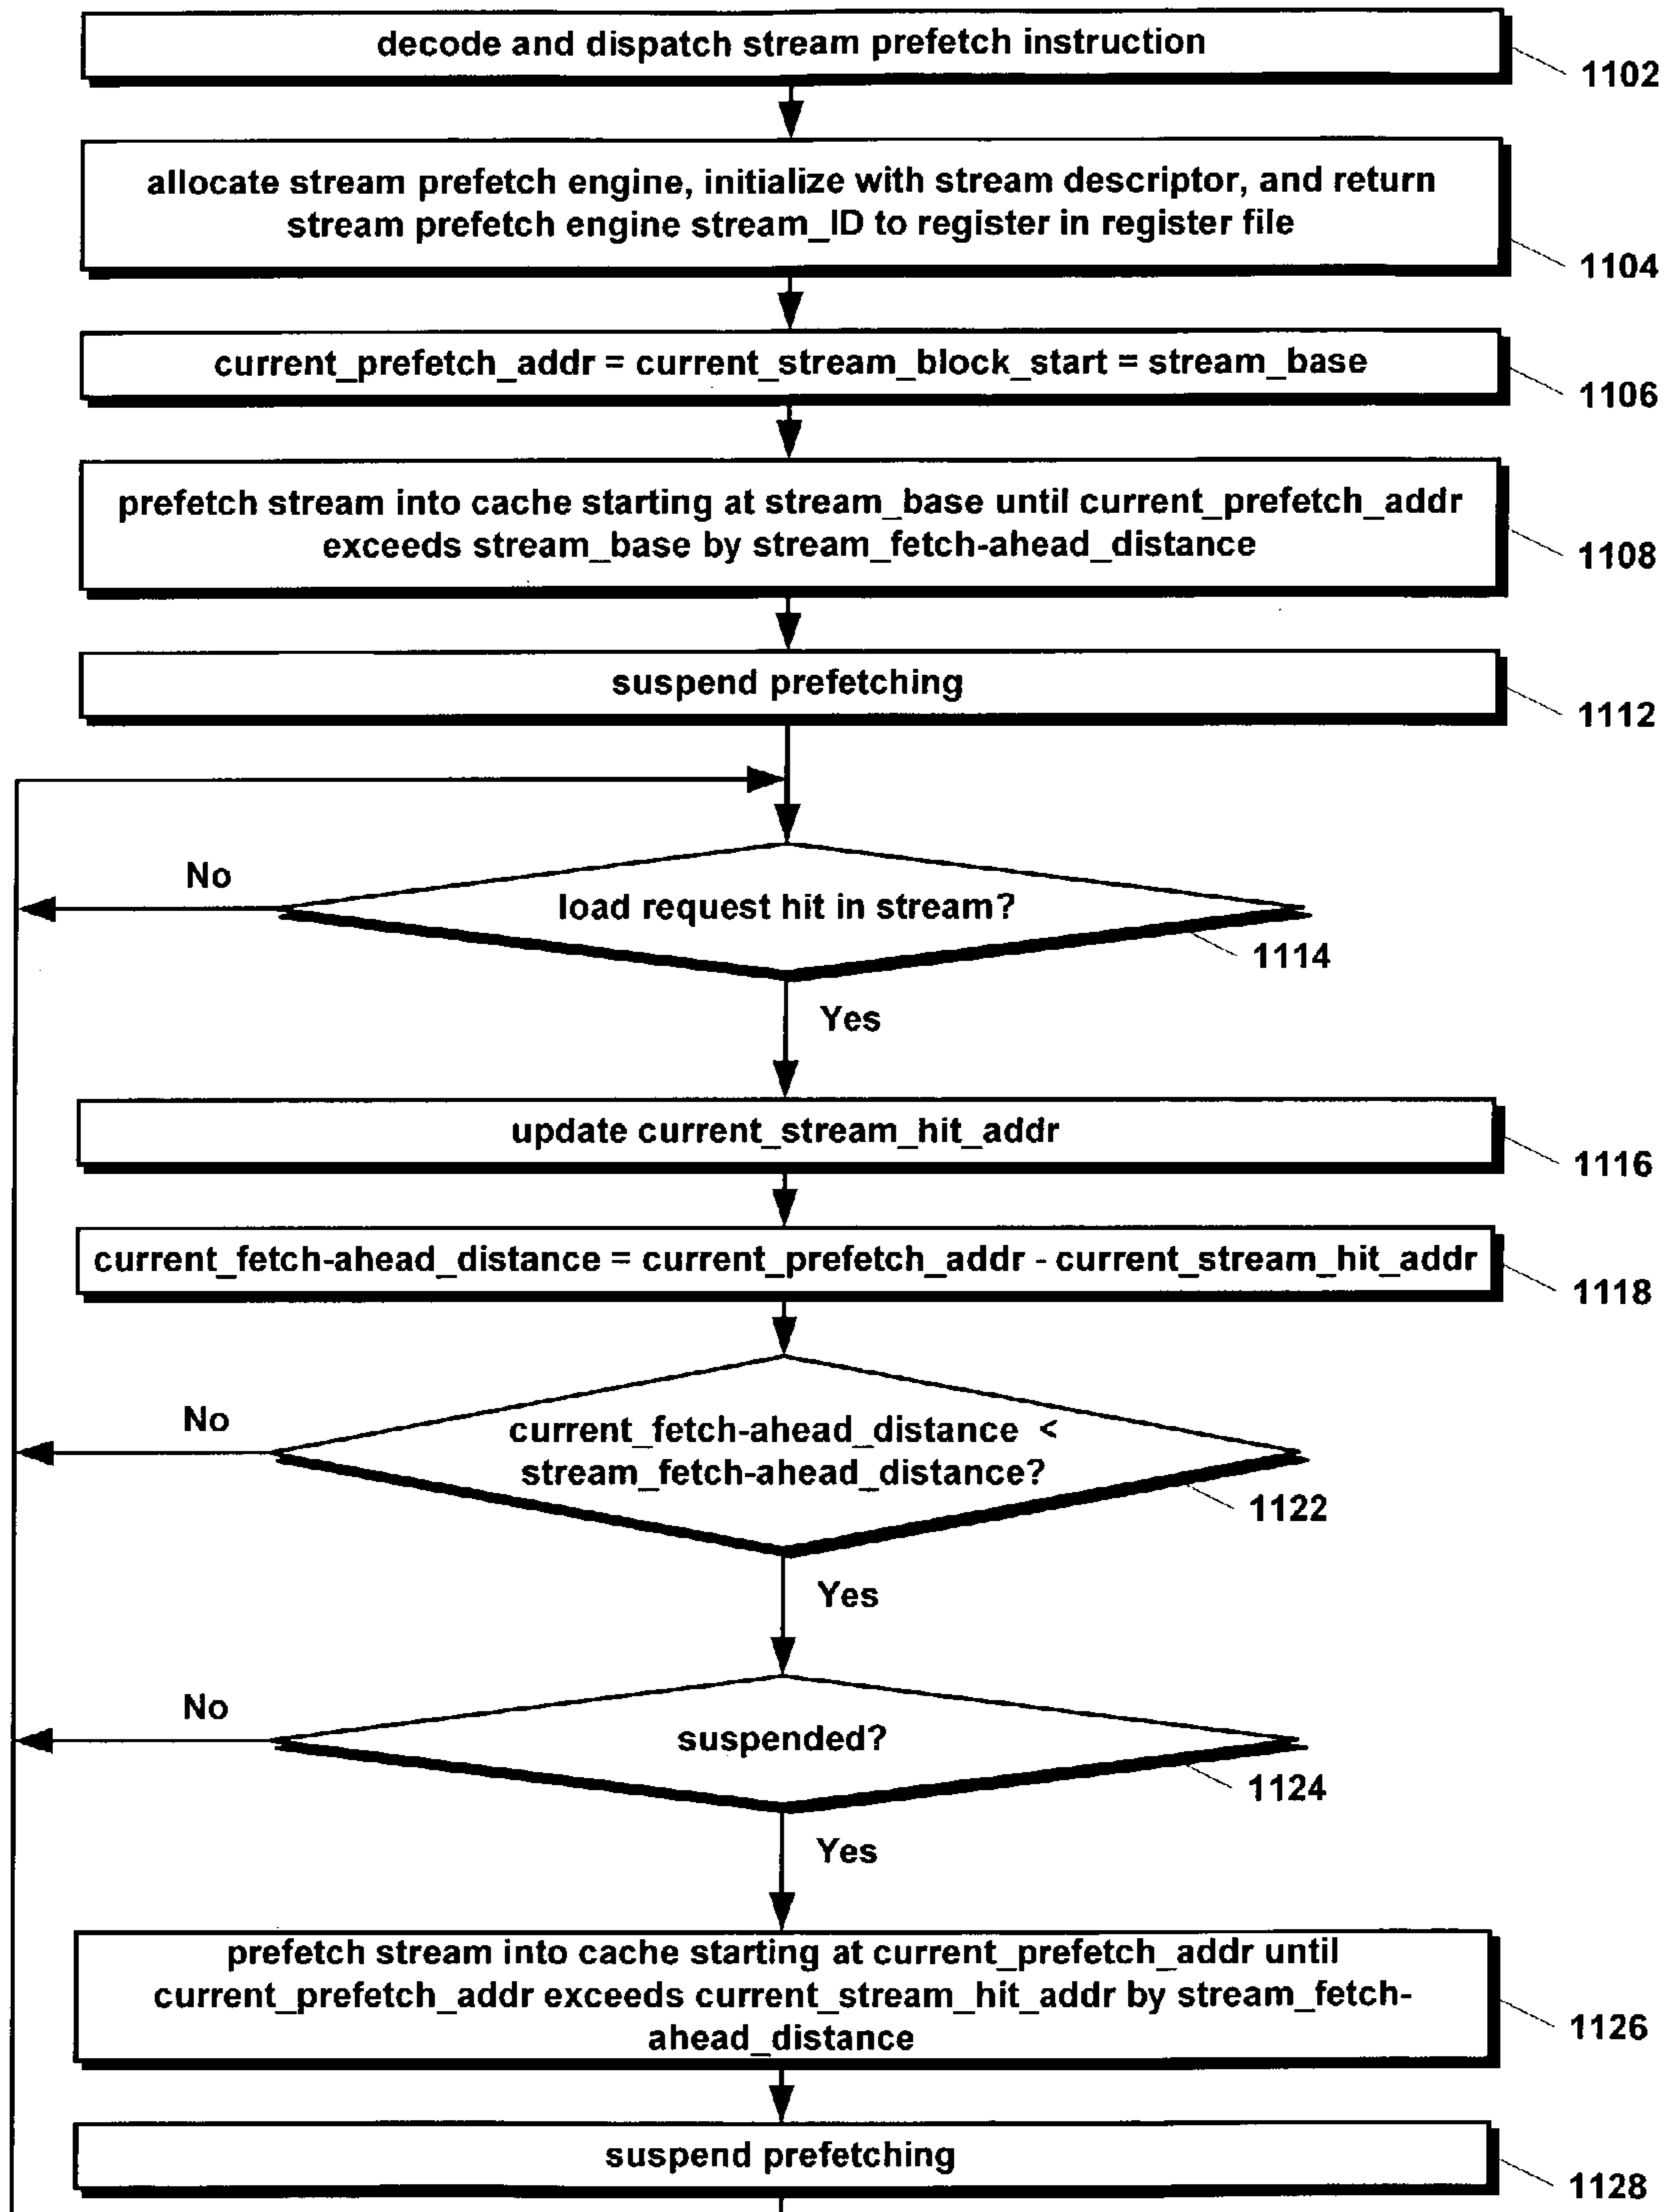 decode and dispatch stream prefetch instruction
1102
allocate stream prefetch engine, initialize with stream descriptor, and return
stream prefetch engine stream_ID to register in register file
1104
current_prefetch_addr = current_stream_block_start = stream_base
1106
prefetch stream into cache starting at stream_base until current_prefetch_addr
exceeds stream_base by stream_fetch-ahead_distance
1108
suspend prefetching
1112
No
load request hit in stream?
1114
Yes
update current_stream_hit_addr
1116
current_fetch-ahead_distance = current_prefetch_addr - current_stream_hit_addr
1118
No
current_fetch-ahead_distance <
stream_fetch-ahead_distance?
1122
Yes
No
suspended?
1124
Yes
prefetch stream into cache starting at current_prefetch_addr until
current_prefetch_addr exceeds current_stream_hit_addr by stream_fetch-
ahead_distance
1126
suspend prefetching
1128